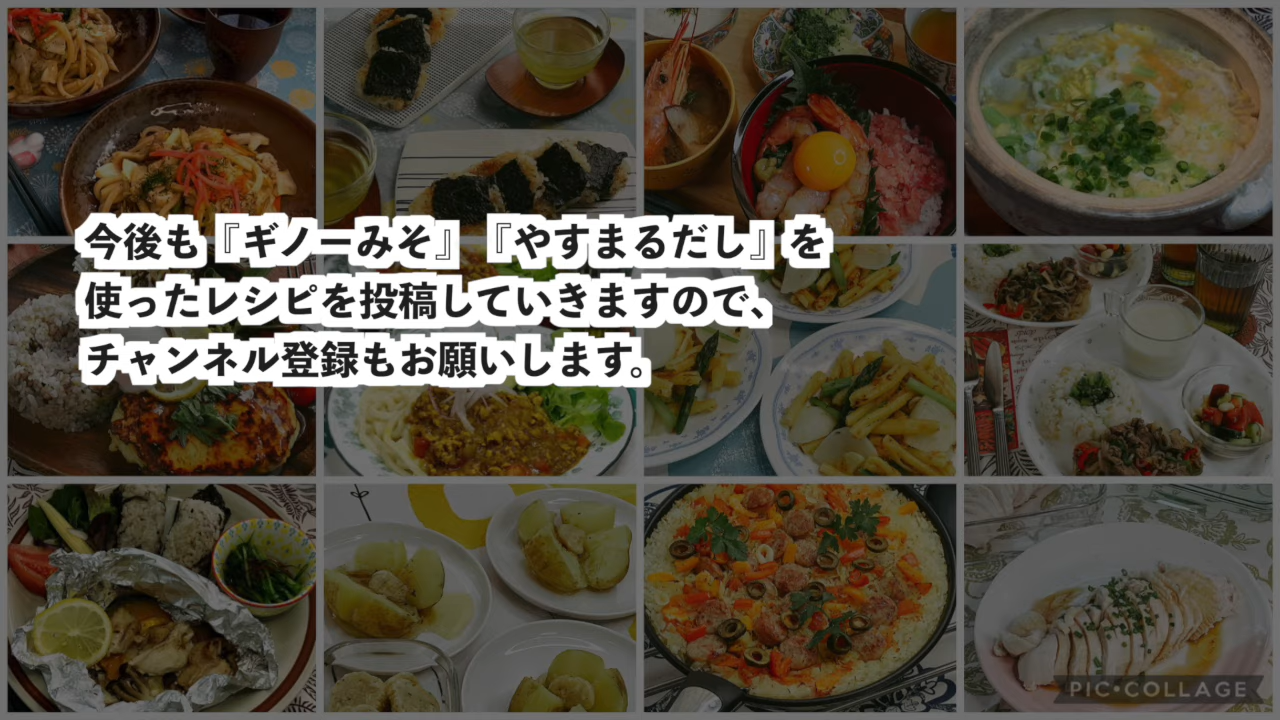 今後も『ギノーみそ』『やすまるだし』を
使ったレシピを投稿していきますので、
チャンネル登録もお願いします。
PIC•COLLAGE